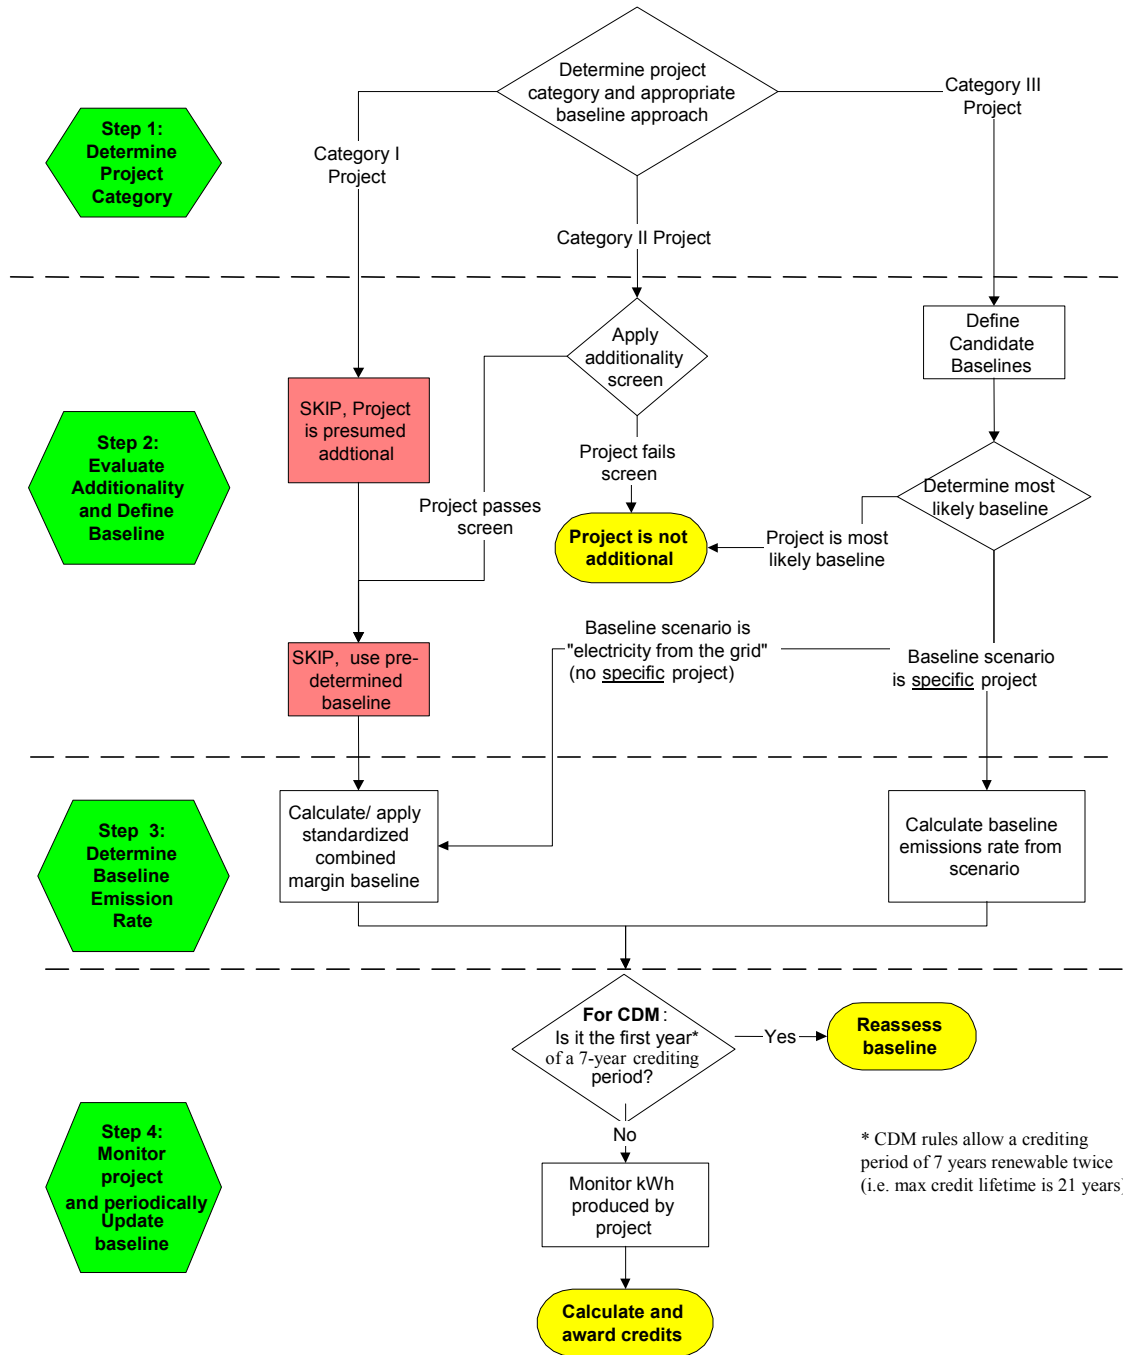 Determine project
category and appropriate
baseline approach
Category III
Project
Step 1:
Determine
Project
Category
Category I
Project
Category II Project
Define
Candidate
Baselines
Apply
additionality
screen
SKIP, Project
is presumed
addtional
Step 2:
Evaluate
Additionality
and Define
Baseline
Project fails
screen
Determine most
likely baseline
Project passes
screen
Project is not
additional
Project is most
likely baseline
Baseline scenario is
"electricity from the grid"
(no specific project)
SKIP, use pre-
determined
baseline
Baseline scenario
is specific project
Step 3:
Determine
Baseline
Emission
Rate
Calculate/ apply
standardized
combined
margin baseline
Calculate baseline
emissions rate from
scenario
For CDM :
Is it the first year*
of a 7-year crediting
period?
Yes
Reassess
baseline
No
Step 4:
Monitor
project
and periodically
Update
baseline
Monitor kWh
produced by
project
* CDM rules allow a crediting
period of 7 years renewable twice
(i.e. max credit lifetime is 21 years)
Calculate and
award credits